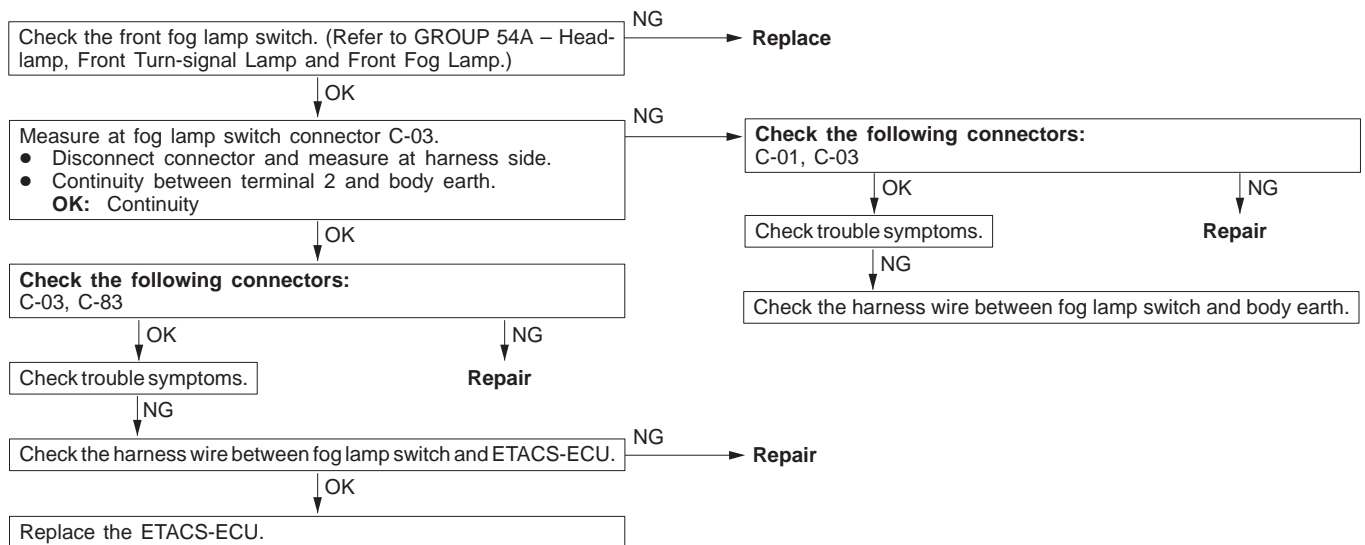 Check the front fog lamp switch. (Refer to GROUP 54A – Head-
lamp, Front Turn-signal Lamp and Front Fog Lamp.)
NG
Replace
OK
Measure at fog lamp switch connector C-03.
● Disconnect connector and measure at harness side.
● Continuity between terminal 2 and body earth.
OK: Continuity
NG
Check the following connectors:
C-01, C-03
OK
NG
Check trouble symptoms.
Repair
NG
Check the harness wire between fog lamp switch and body earth.
OK
Check the following connectors:
C-03, C-83
OK
NG
Check trouble symptoms.
Repair
NG
Check the harness wire between fog lamp switch and ETACS-ECU.
NG
Repair
OK
Replace the ETACS-ECU.